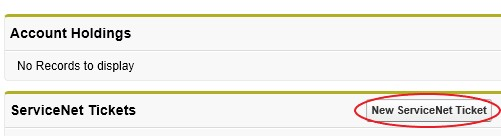 Account Holdings
No Records to display
ServiceNet Tickets New ServiceNet Ticket